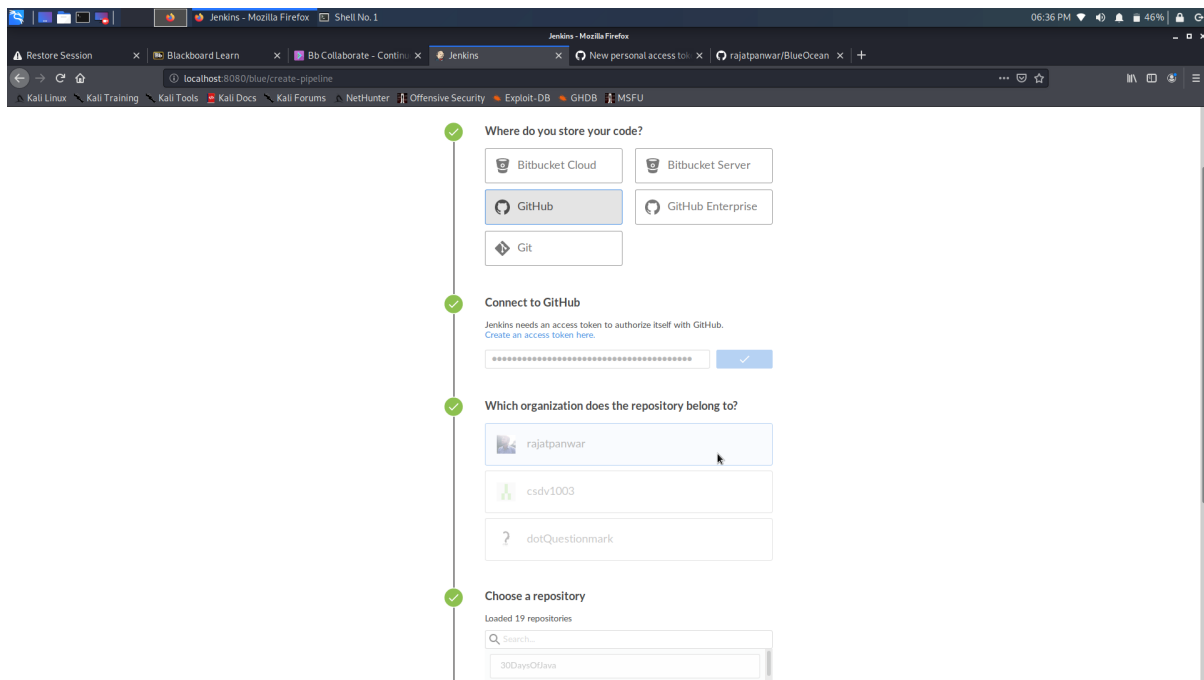 Jenkins - Mozilla Firefox
Shell No. 1
06:36 PM
46%
Jenkins - Mozilla Firefox
Restore Session
Blackboard Learn
Bb Collaborate - Continu
Jenkins
New personal access tok
rajatpanwar/BlueOcean
localhost:8080/blue/create-pipeline
Kali Linux
Kali Training
Kali Tools
Kali Docs
Kali Forums
NetHunter
Offensive Security
Exploit-DB
GHDB
MSFU
Where do you store your code?
Bitbucket Cloud
Bitbucket Server
GitHub
GitHub Enterprise
Git
Connect to GitHub
Jenkins needs an access token to authorize itself with GitHub.
Create an access token here.
Which organization does the repository belong to?
rajatpanwar
csdv1003
dotQuestionmark
Choose a repository
Loaded 19 repositories
Search...
30DaysOfJava